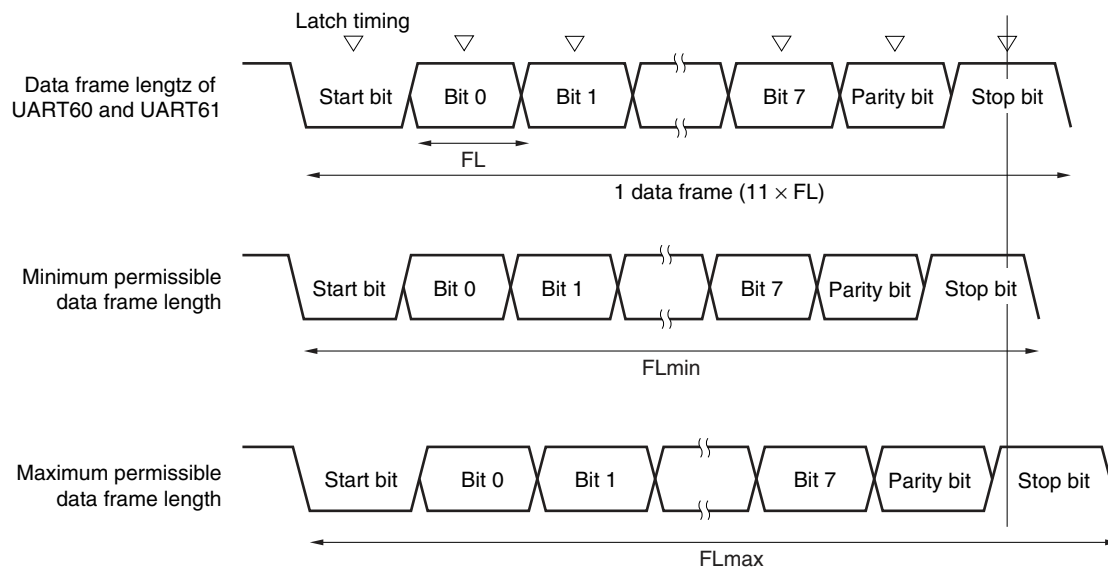 Latch timing
Data frame lengtz of
UART60 and UART61
Start bit
Bit 0
Bit 1
Bit 7
Parity bit
Stop bit
FL
1 data frame (11 × FL)
Minimum permissible
data frame length
Start bit
Bit 0
Bit 1
Bit 7
Parity bit
Stop bit
FLmin
Maximum permissible
data frame length
Start bit
Bit 0
Bit 1
Bit 7
Parity bit
Stop bit
FLmax